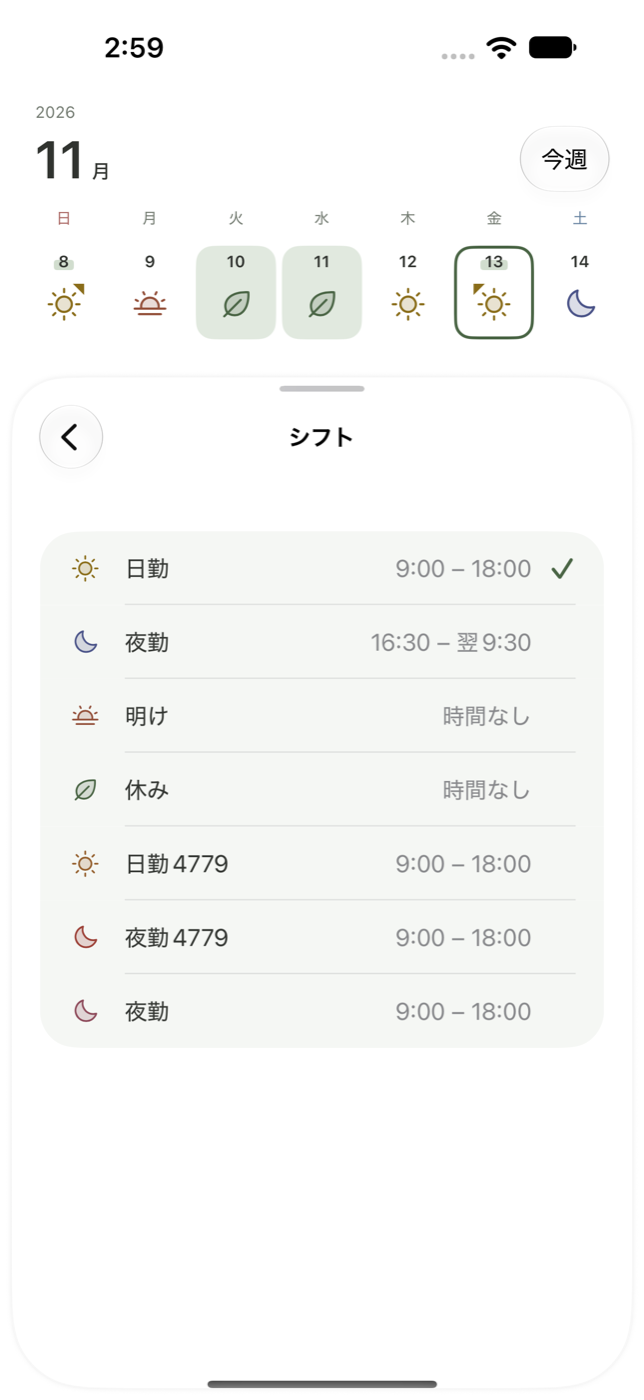 2:59
2026
11月
今週
日 月 火 水 木 金 土
8 9 10 11 12 13 14
シフト
日勤 9:00 – 18:00
夜勤 16:30 – 翌9:30
明け 時間なし
休み 時間なし
日勤4779 9:00 – 18:00
夜勤4779 9:00 – 18:00
夜勤 9:00 – 18:00